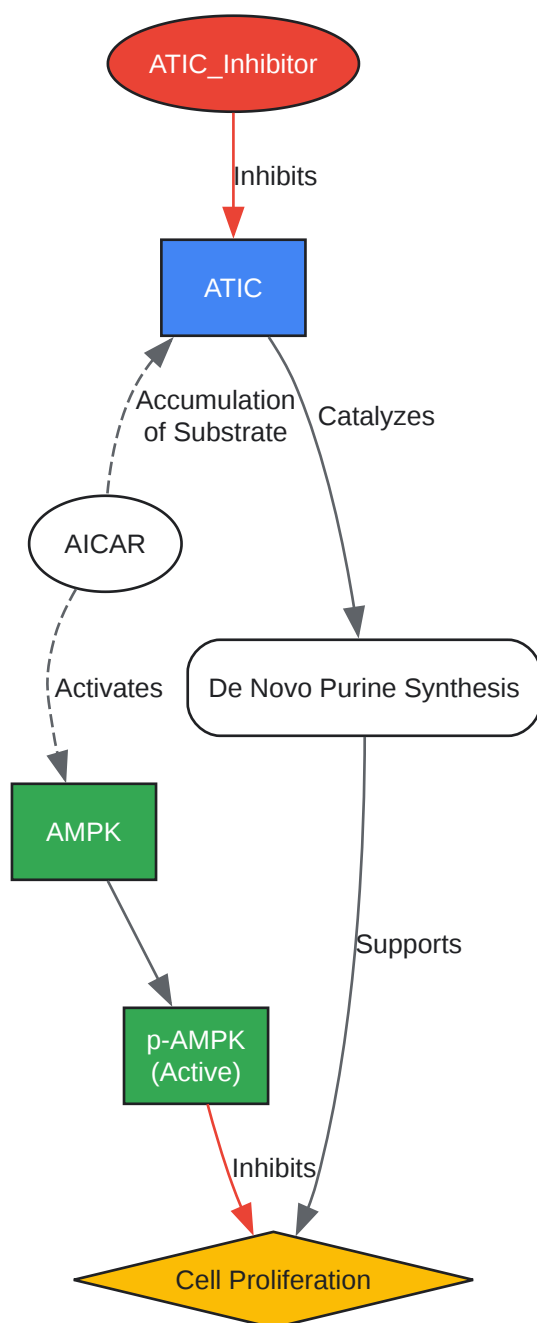 ATIC_Inhibitor
Inhibits
ATIC
Accumulation
of Substrate
Catalyzes
AICAR
De Novo Purine Synthesis
Activates
AMPK
Supports
p-AMPK
(Active)
Inhibits
Cell Proliferation